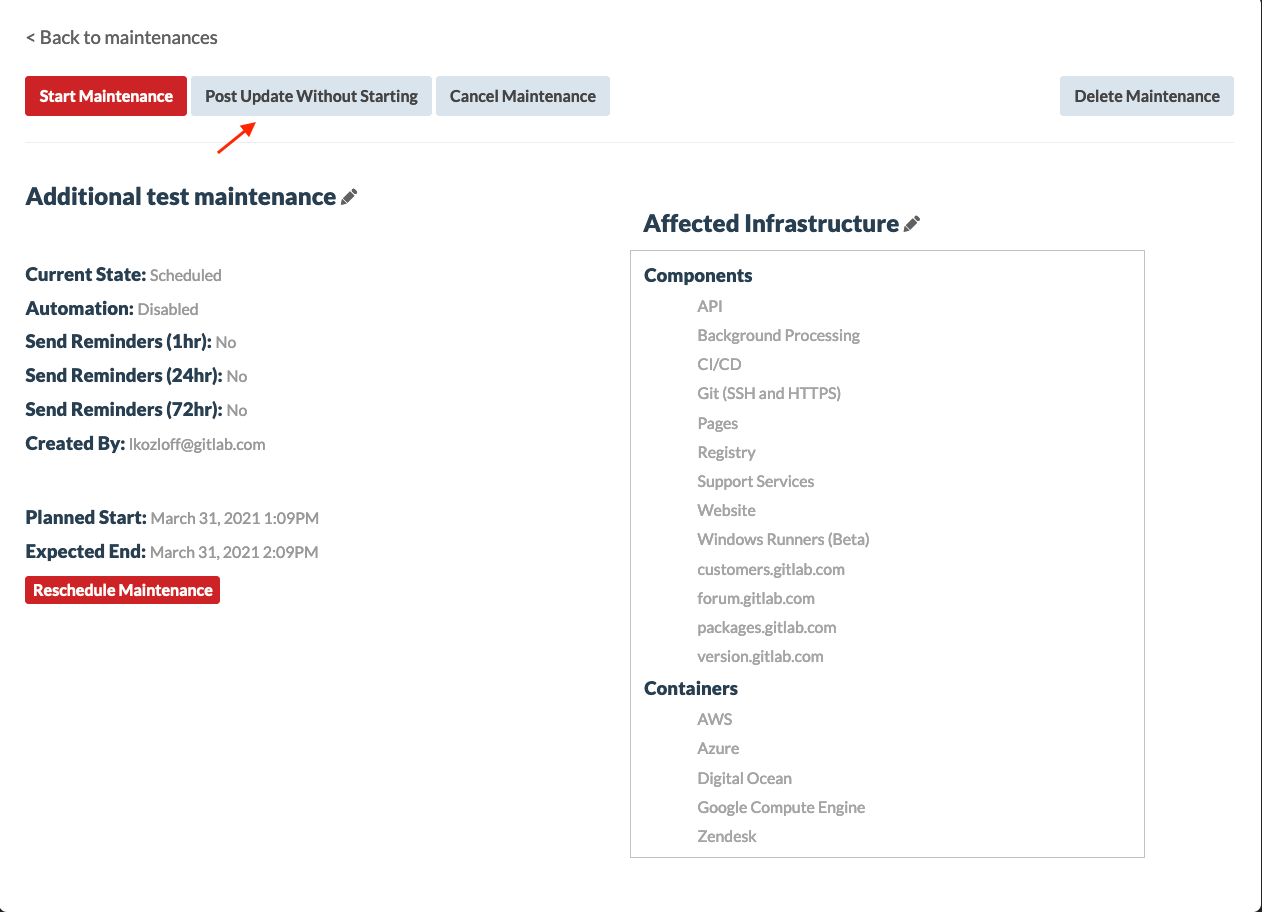 < Back to maintenances
Start Maintenance
Post Update Without Starting
Cancel Maintenance
Delete Maintenance
Additional test maintenance
Current State: Scheduled
Automation: Disabled
Send Reminders (1hr): No
Send Reminders (24hr): No
Send Reminders (72hr): No
Created By: lkozloff@gitlab.com
Planned Start: March 31, 2021 1:09PM
Expected End: March 31, 2021 2:09PM
Reschedule Maintenance
Affected Infrastructure
Components
API
Background Processing
CI/CD
Git (SSH and HTTPS)
Pages
Registry
Support Services
Website
Windows Runners (Beta)
customers.gitlab.com
forum.gitlab.com
packages.gitlab.com
version.gitlab.com
Containers
AWS
Azure
Digital Ocean
Google Compute Engine
Zendesk